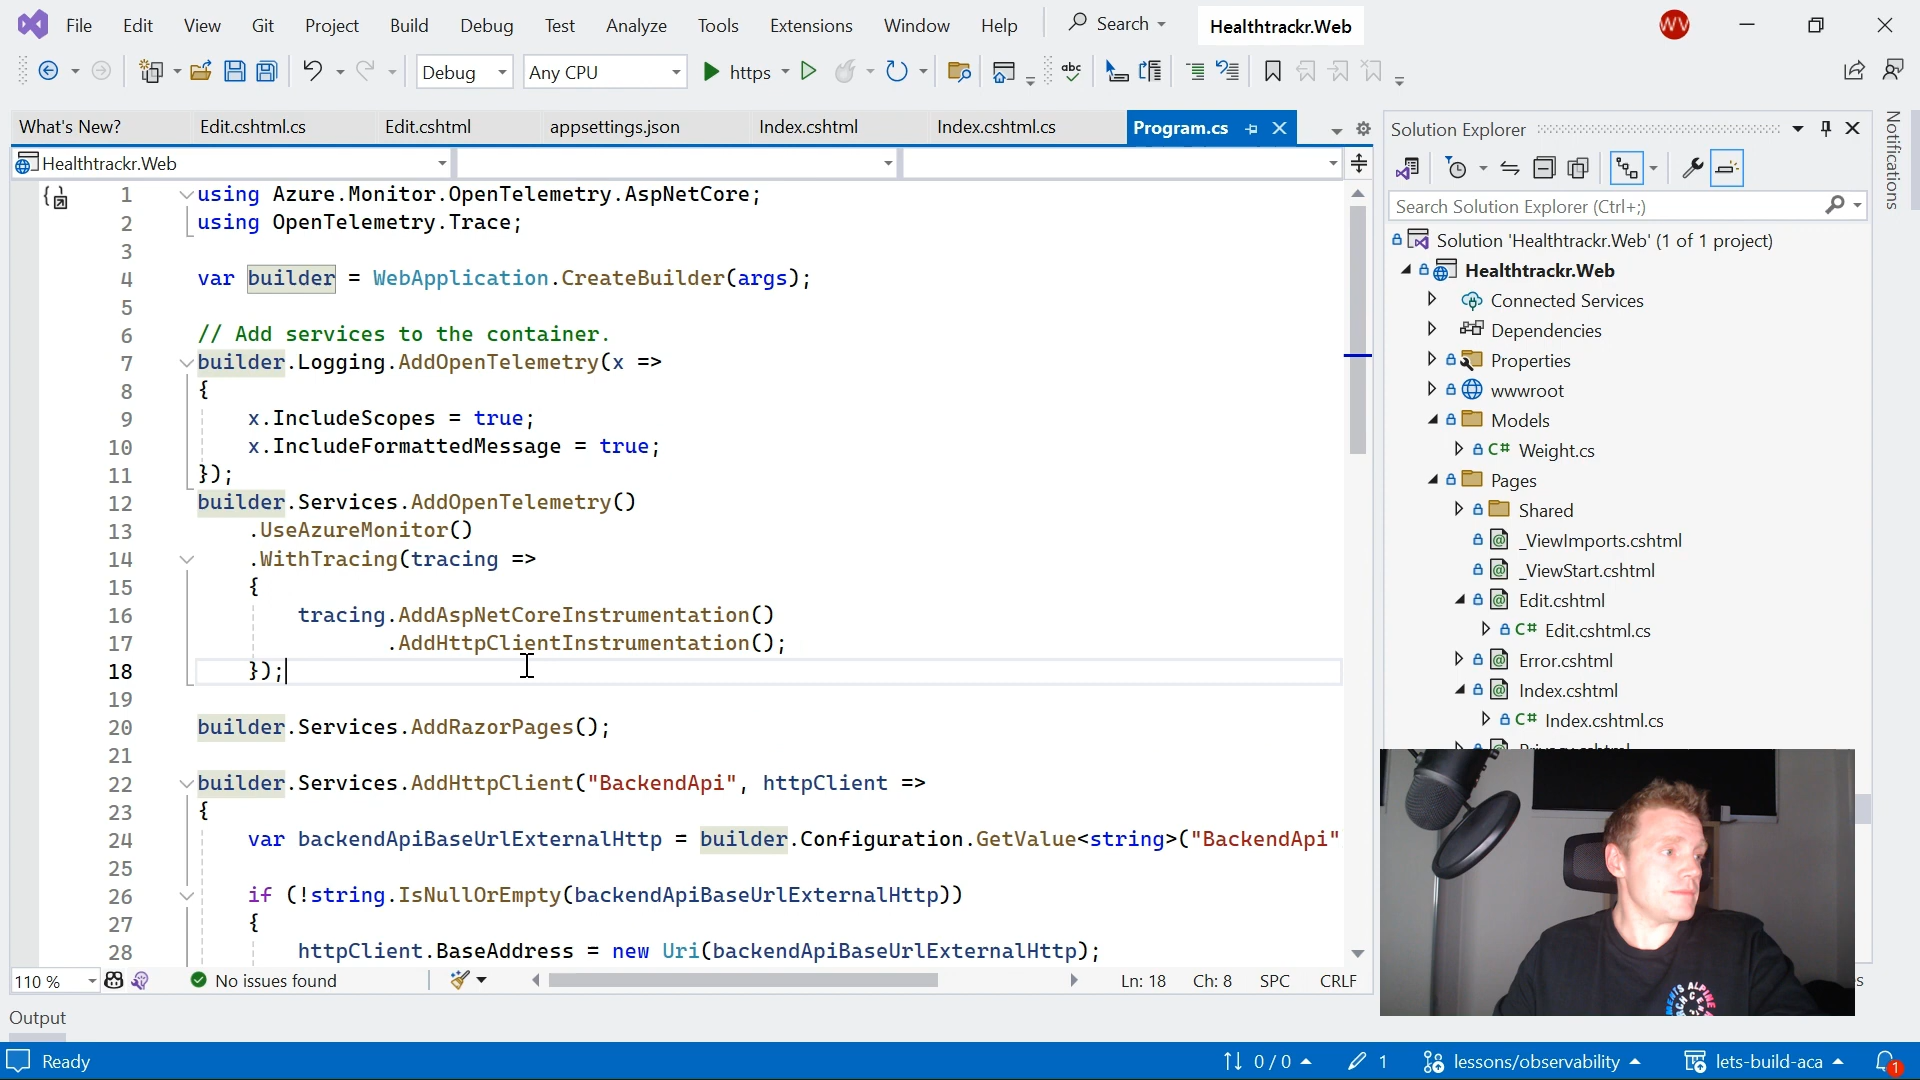 File Edit View Git Project Build Debug Test Analyze Tools Extensions Window Help Search Healthtrackr.Web WV
Debug Any CPU https abc
What's New? Edit.cshtml.cs Edit.cshtml appsettings.json Index.cshtml Index.cshtml.cs Program.cs
Healthtrackr.Web
1 using Azure.Monitor.OpenTelemetry.AspNetCore;
2 using OpenTelemetry.Trace;
3
4 var builder = WebApplication.CreateBuilder(args);
5
6 // Add services to the container.
7 builder.Logging.AddOpenTelemetry(x =>
8 {
9 x.IncludeScopes = true;
10 x.IncludeFormattedMessage = true;
11 });
12 builder.Services.AddOpenTelemetry()
13 .UseAzureMonitor()
14 .WithTracing(tracing =>
15 {
16 tracing.AddAspNetCoreInstrumentation()
17 .AddHttpClientInstrumentation();
18 });
19
20 builder.Services.AddRazorPages();
21
22 builder.Services.AddHttpClient("BackendApi", httpClient =>
23 {
24 var backendApiBaseUrlExternalHttp = builder.Configuration.GetValue<string>("BackendApi"
25
26 if (!string.IsNullOrEmpty(backendApiBaseUrlExternalHttp))
27 {
28 httpClient.BaseAddress = new Uri(backendApiBaseUrlExternalHttp);
110 % No issues found Ln: 18 Ch: 8 SPC CRLF
Solution Explorer
Search Solution Explorer (Ctrl+;)
Solution 'Healthtrackr.Web' (1 of 1 project)
Healthtrackr.Web
Connected Services
Dependencies
Properties
wwwroot
Models
C# Weight.cs
Pages
Shared
_ViewImports.cshtml
_ViewStart.cshtml
Edit.cshtml
C# Edit.cshtml.cs
Error.cshtml
Index.cshtml
C# Index.cshtml.cs
Notifications
Output
Ready 0 / 0 1 lessons/observability lets-build-aca 1